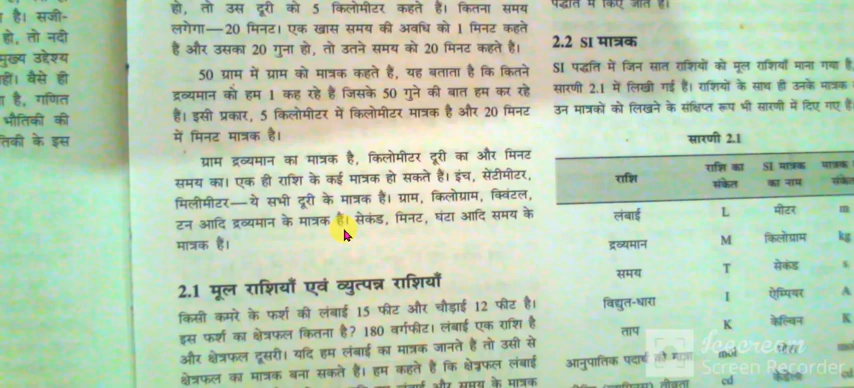 है। सजी-
हो, तो नदी
मुख्य उद्देश्य
नहीं। वैसे ही
ा है, गणित
भौतिकी की
तिकी के इस
हो, तो उस दूरी को 5 किलोमीटर कहते हैं। कितना समय
लगेगा—20 मिनट। एक खास समय की अवधि को 1 मिनट कहते
हैं और उसका 20 गुना हो, तो उतने समय को 20 मिनट कहते हैं।
50 ग्राम में ग्राम को मात्रक कहते हैं, यह बताता है कि कितने
द्रव्यमान को हम 1 कह रहे हैं जिसके 50 गुने की बात हम कर रहे
हैं। इसी प्रकार, 5 किलोमीटर में किलोमीटर मात्रक है और 20 मिनट
में मिनट मात्रक है।
ग्राम द्रव्यमान का मात्रक है, किलोमीटर दूरी का और मिनट
समय का। एक ही राशि के कई मात्रक हो सकते हैं। इंच, सेंटीमीटर,
मिलीमीटर—ये सभी दूरी के मात्रक हैं। ग्राम, किलोग्राम, क्विंटल,
टन आदि द्रव्यमान के मात्रक हैं। सेकंड, मिनट, घंटा आदि समय के
मात्रक हैं।
2.1 मूल राशियाँ एवं व्युत्पन्न राशियाँ
किसी कमरे के फर्श की लंबाई 15 फीट और चौड़ाई 12 फीट है।
इस फर्श का क्षेत्रफल कितना है? 180 वर्गफीट। लंबाई एक राशि है
और क्षेत्रफल दूसरी। यदि हम लंबाई का मात्रक जानते हैं तो उसी से
क्षेत्रफल का मात्रक बना सकते हैं। हम कहते हैं कि क्षेत्रफल लंबाई
और समय के मात्रक
पद्धति में किए जाते हैं।
2.2 SI मात्रक
SI पद्धति में जिन सात राशियों को मूल राशियाँ माना गया है,
सारणी 2.1 में लिखी गई हैं। राशियों के साथ ही उनके मात्रक
उन मात्रकों को लिखने के संक्षिप्त रूप भी सारणी में दिए गए हैं।
सारणी 2.1
राशि राशि का संकेत SI मात्रक का नाम मात्रक संकेत
लंबाई L मीटर m
द्रव्यमान M किलोग्राम kg
समय T सेकंड s
विद्युत-धारा I ऐम्पियर A
ताप K केल्विन K
आनुपातिक पदार्थ की मात्रा mol
cd
Icecream
Screen Recorder